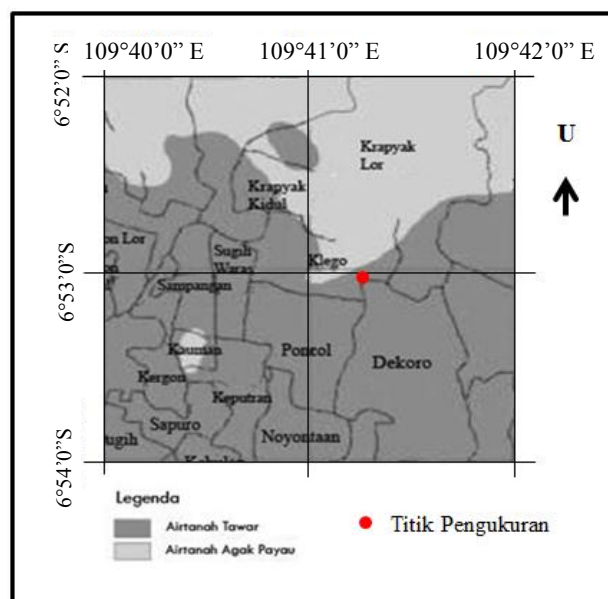 109°40’0” E 109°41’0” E 109°42’0” E
6°52’0” S
U
Krapyak
Lor
Krapyak
Kidul
on Lor
Sugih
Waras
Klego
6°53’0” S
Sampangan
Kauman
Poncol
Dekoro
Kergon
Keputran
Sapuro
Noyontaan
ugih
6°54’0” S
Legenda
Airtanah Tawar
Airtanah Agak Payau
Titik Pengukuran